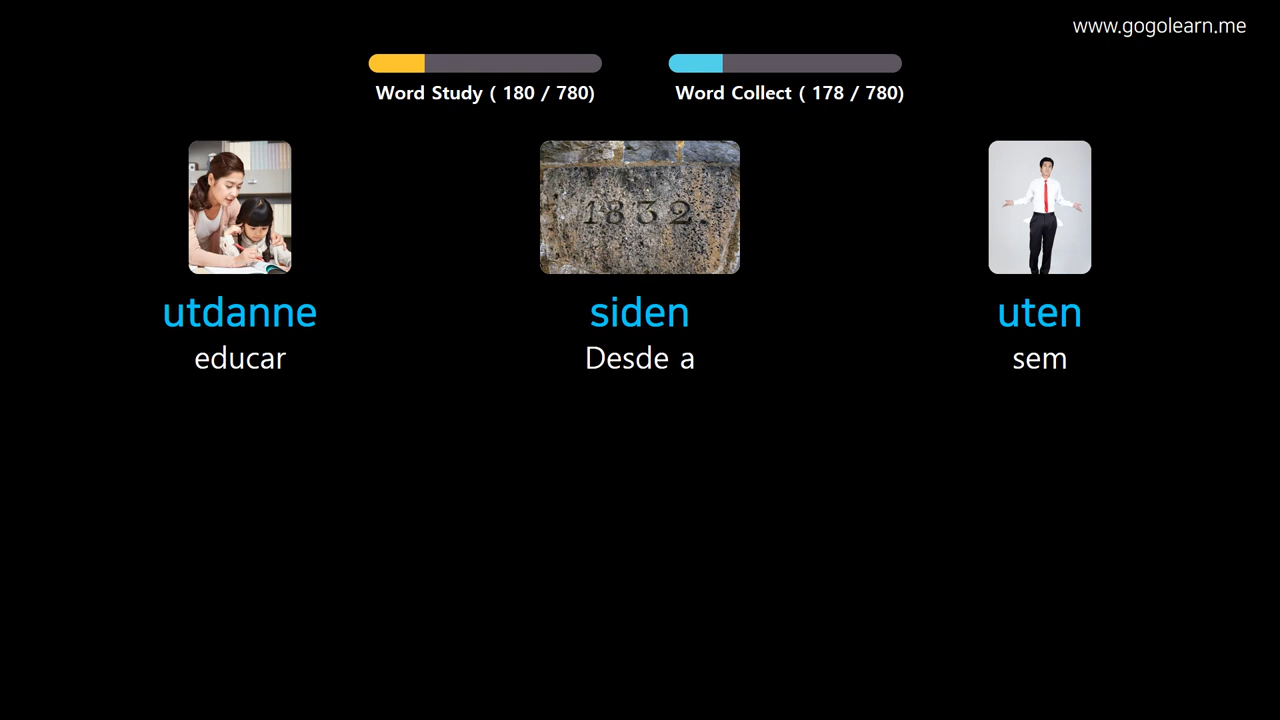 www.gogolearn.me
Word Study ( 180 / 780)
Word Collect ( 178 / 780)
1832.
utdanne
siden
uten
educar
Desde a
sem